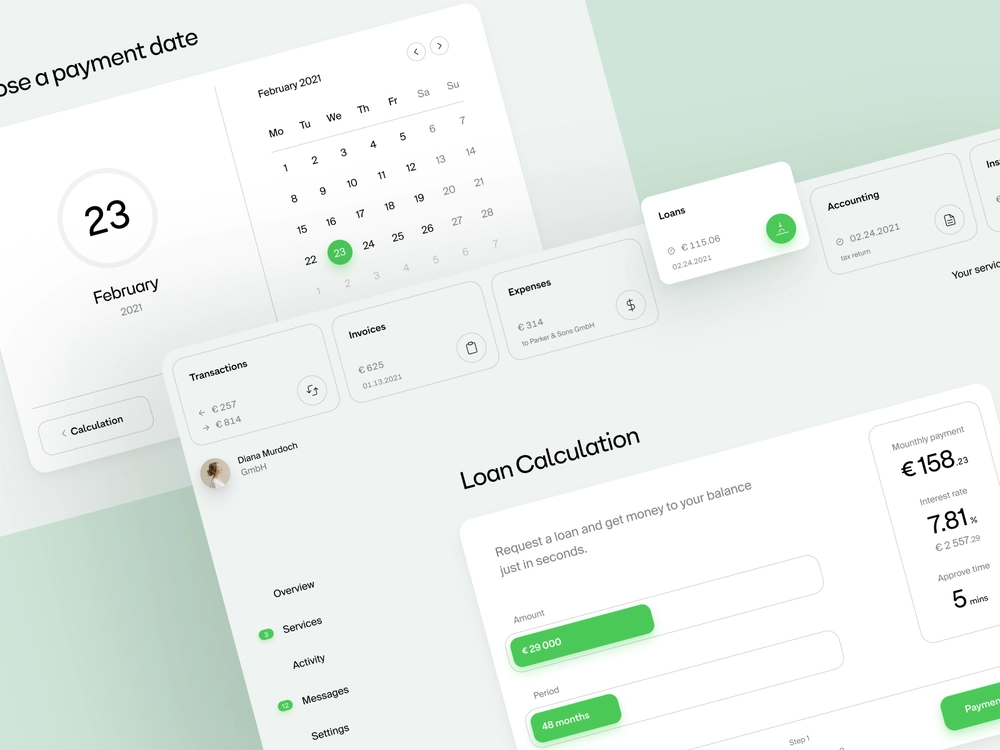 a payment date
February 2021
Mo Tu We Th Fr Sa Su
1 2 3 4 5 6 7
8 9 10 11 12 13 14
15 16 17 18 19 20 21
22 23 24 25 26 27 28
1 2 3 4 5 6 7
23
February
2021
Calculation
Transactions
← € 257
→ € 814
Invoices
€ 625
01.13.2021
Expenses
€ 314
to Parker & Sons GmbH
$
Loans
€ 115.06
02.24.2021
Accounting
02.24.2021
tax return
Your
Diana Murdoch
GmbH
Overview
3 Services
Activity
12 Messages
Settings
Loan Calculation
Request a loan and get money to your balance
just in seconds.
Amount
€ 29 000
Period
48 months
Step 1
Mounthly payment
€ 158.23
Interest rate
7.81 %
€ 2 557.29
Approve time
5 mins